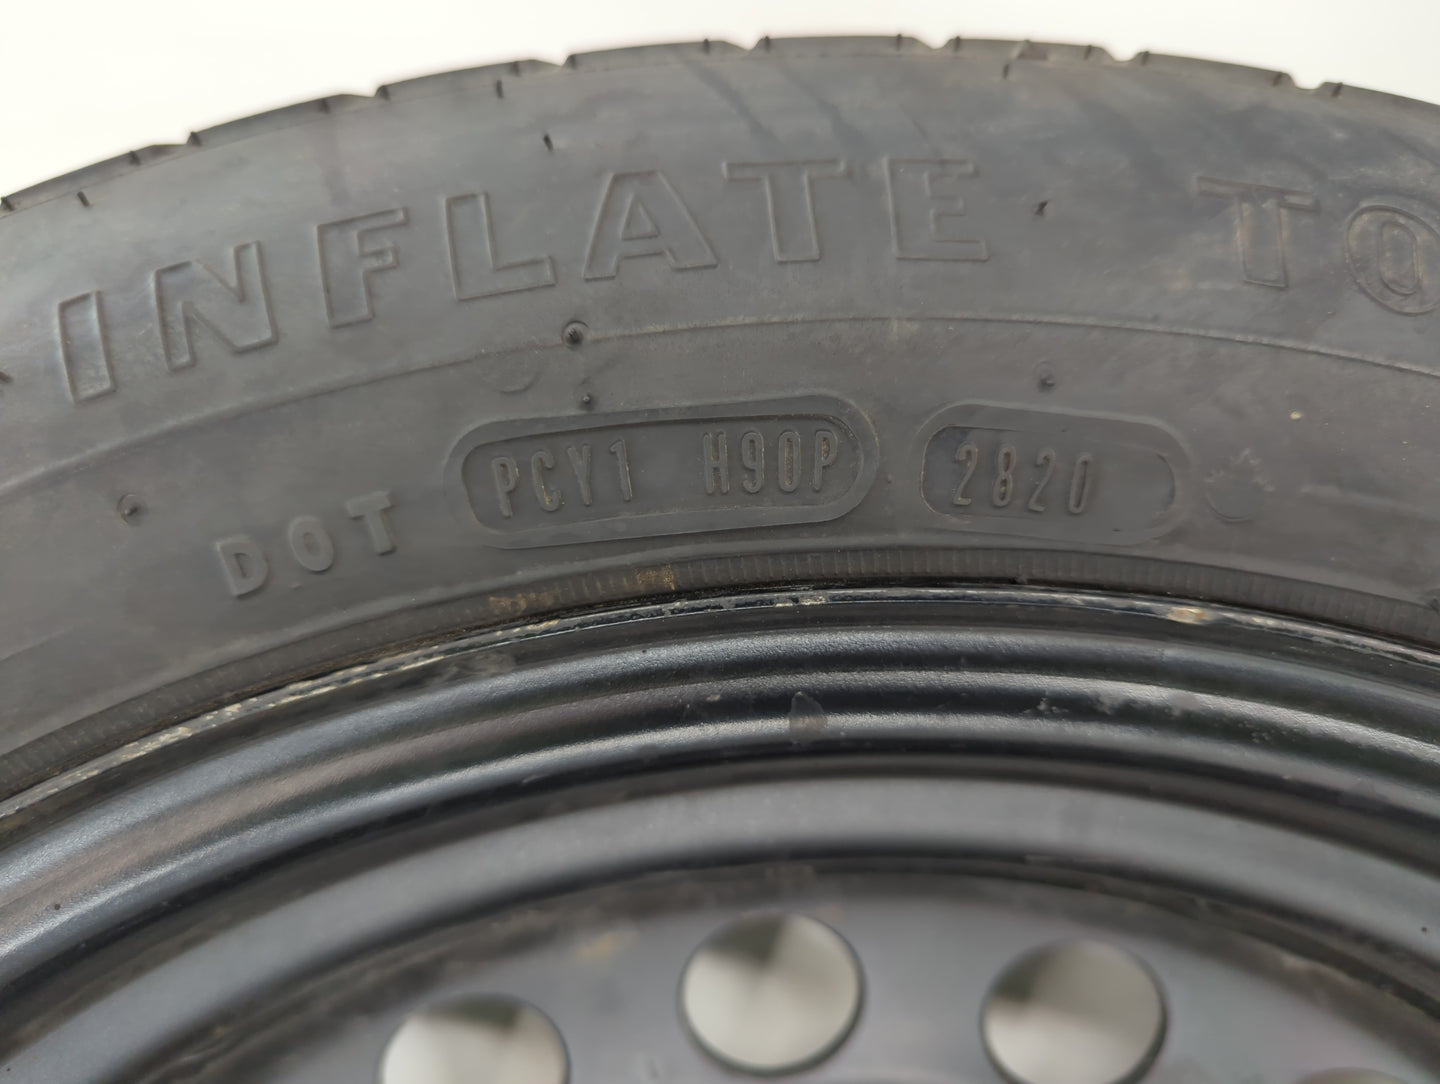 INFLATE TO
DOT PCY1 H90P 2820